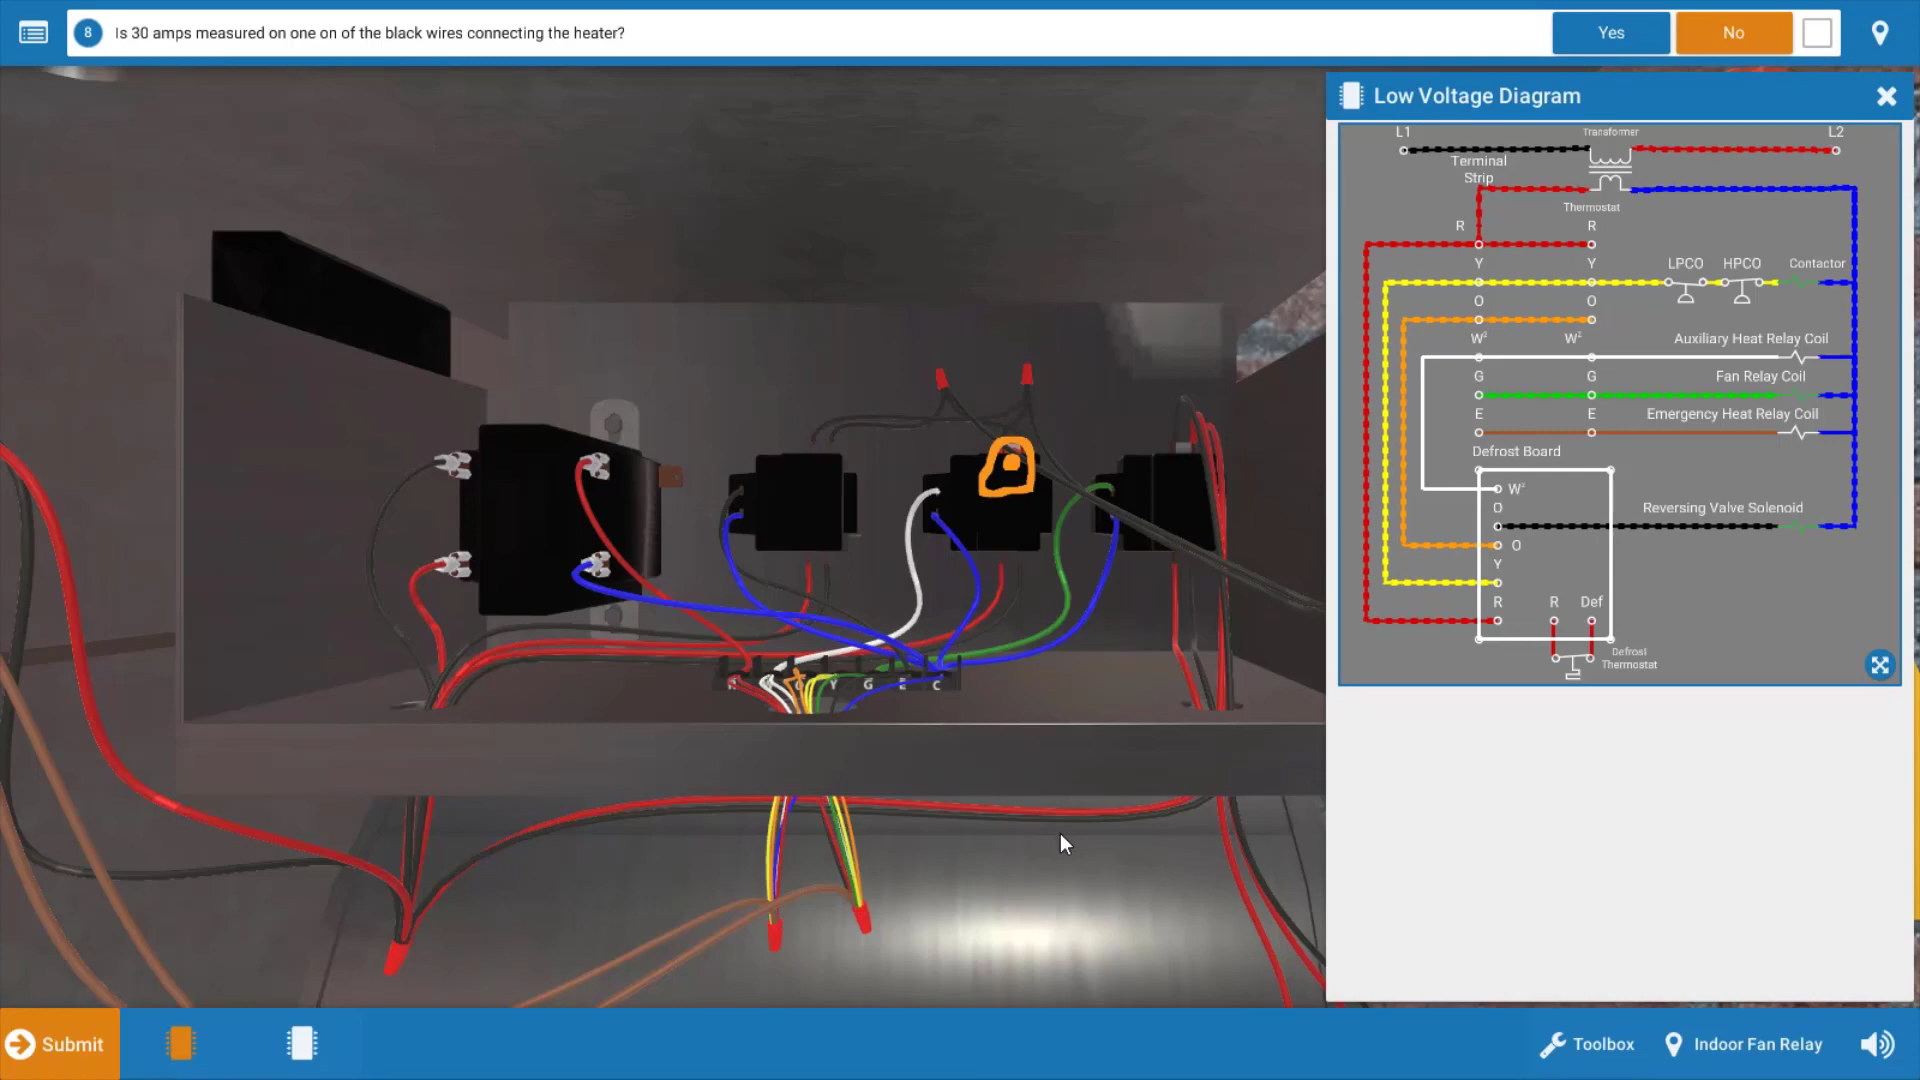 8 Is 30 amps measured on one on of the black wires connecting the heater?
Yes
No
Low Voltage Diagram
L1
Transformer
L2
Terminal
Strip
Thermostat
R
R
Y
Y
LPCO
HPCO
Contactor
O
O
W²
W²
Auxiliary Heat Relay Coil
G
G
Fan Relay Coil
E
E
Emergency Heat Relay Coil
Defrost Board
W²
O
Reversing Valve Solenoid
O
Y
R
R
Def
Defrost
Thermostat
R
Y
G
E
C
Submit
Toolbox
Indoor Fan Relay